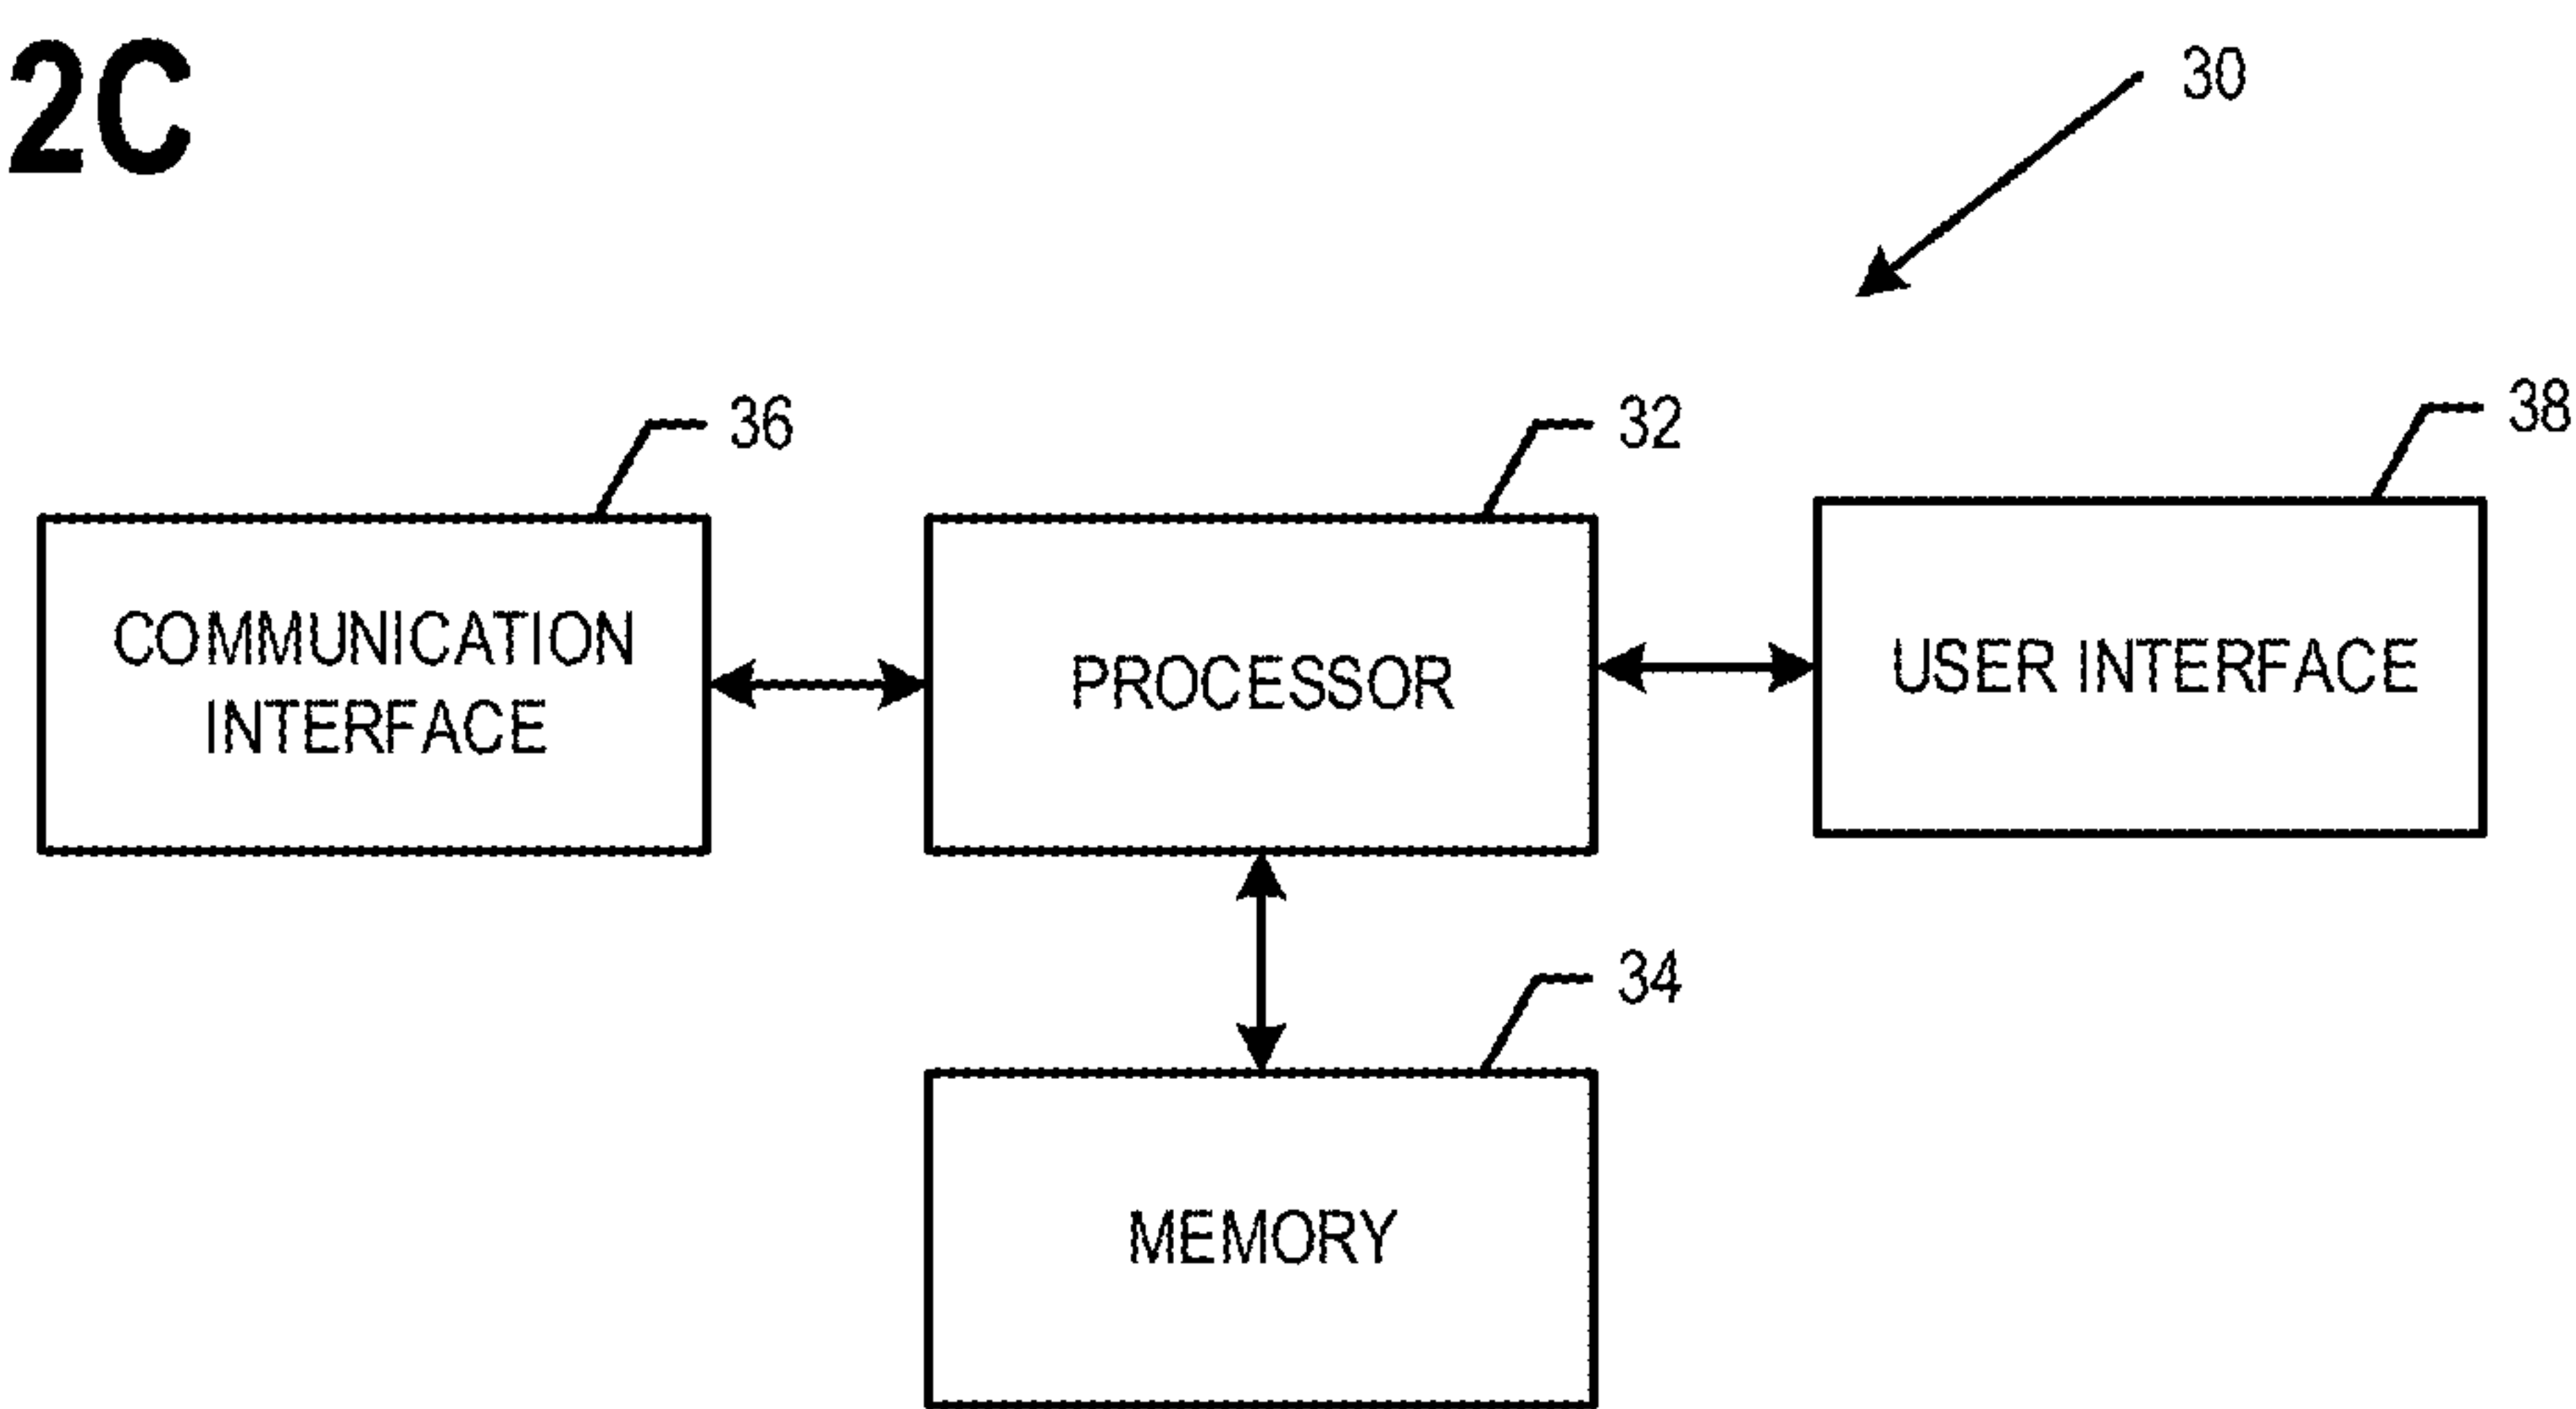 2C
30
36
32
38
COMMUNICATION
INTERFACE
PROCESSOR
USER INTERFACE
34
MEMORY